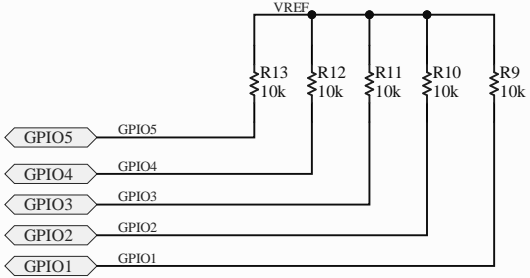 VREF
R13 R12 R11 R10 R9
10k 10k 10k 10k 10k
GPIO5 GPIO5
GPIO4 GPIO4
GPIO3 GPIO3
GPIO2 GPIO2
GPIO1 GPIO1